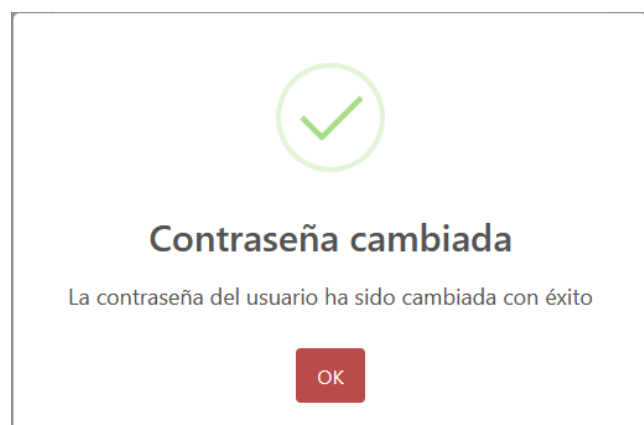 Contraseña cambiada
La contraseña del usuario ha sido cambiada con éxito
OK